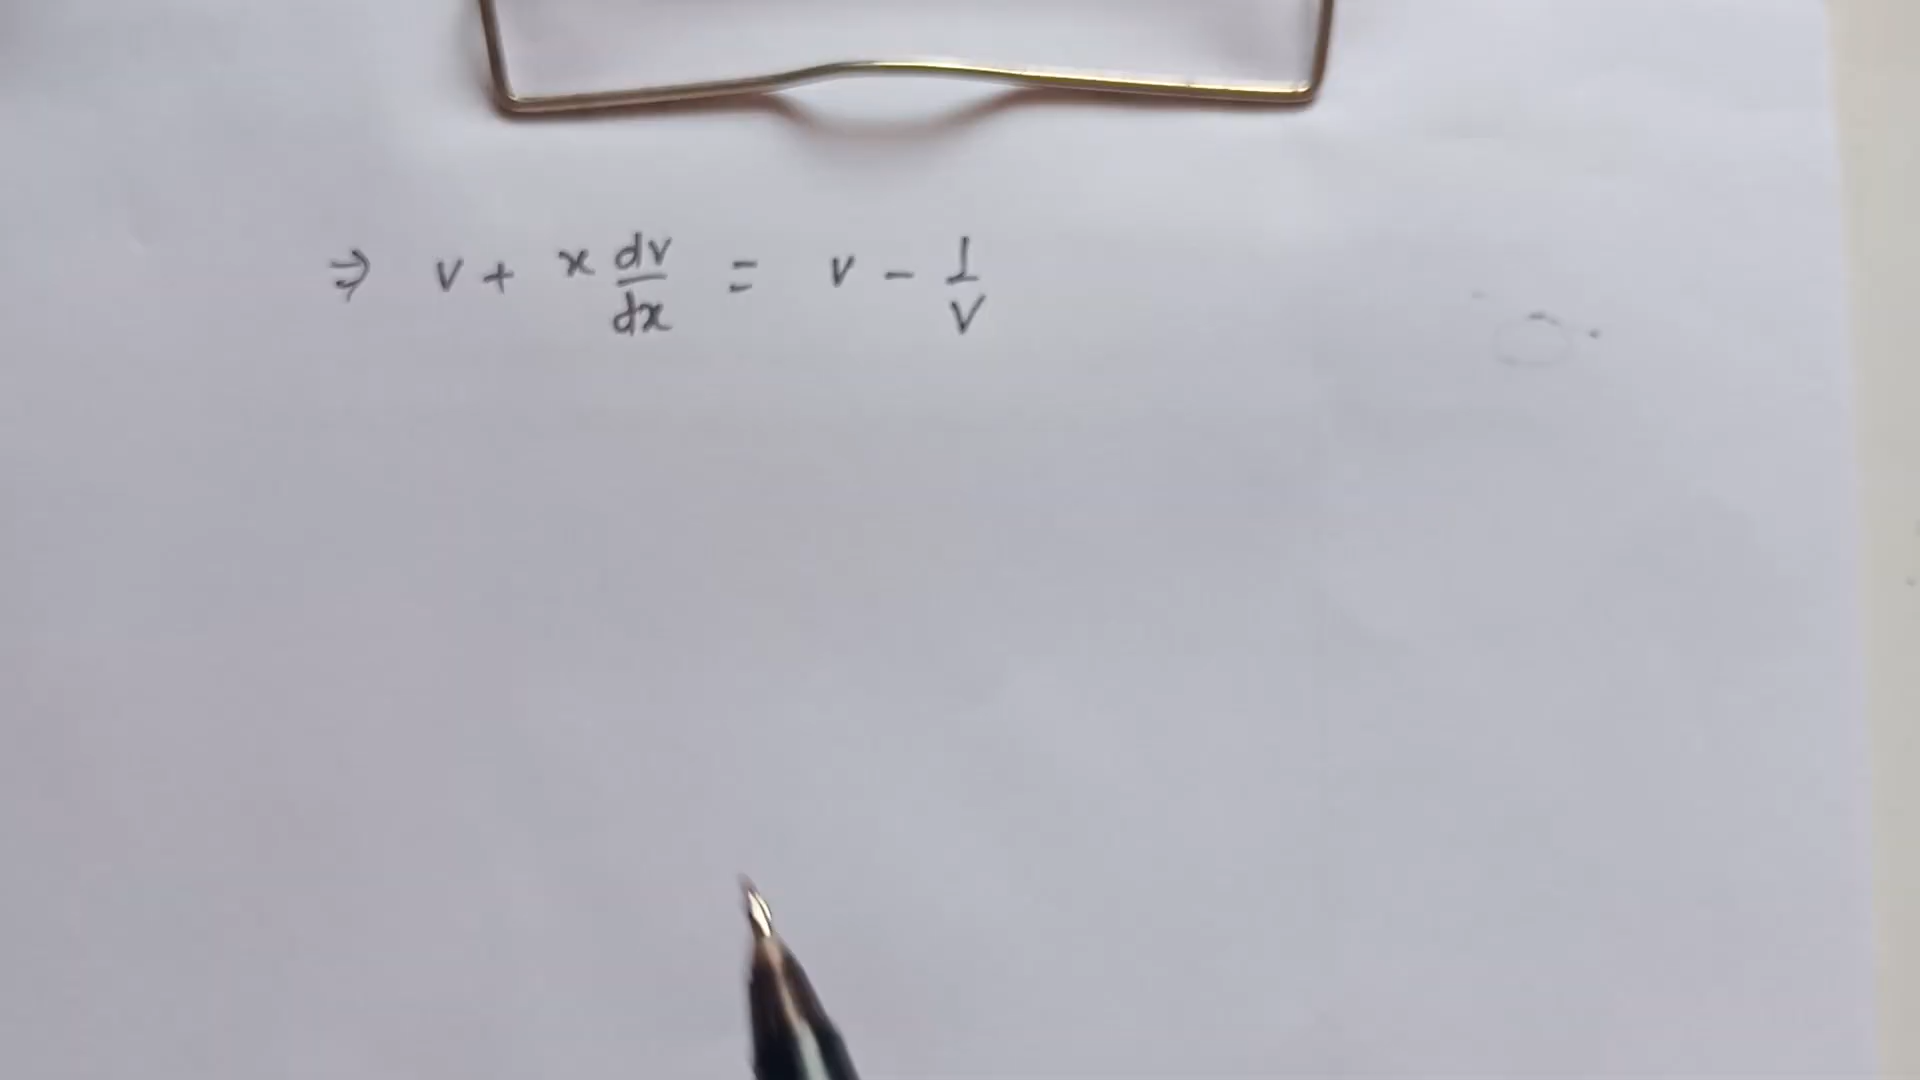 ⇒ v + x dv/dx = v - 1/v